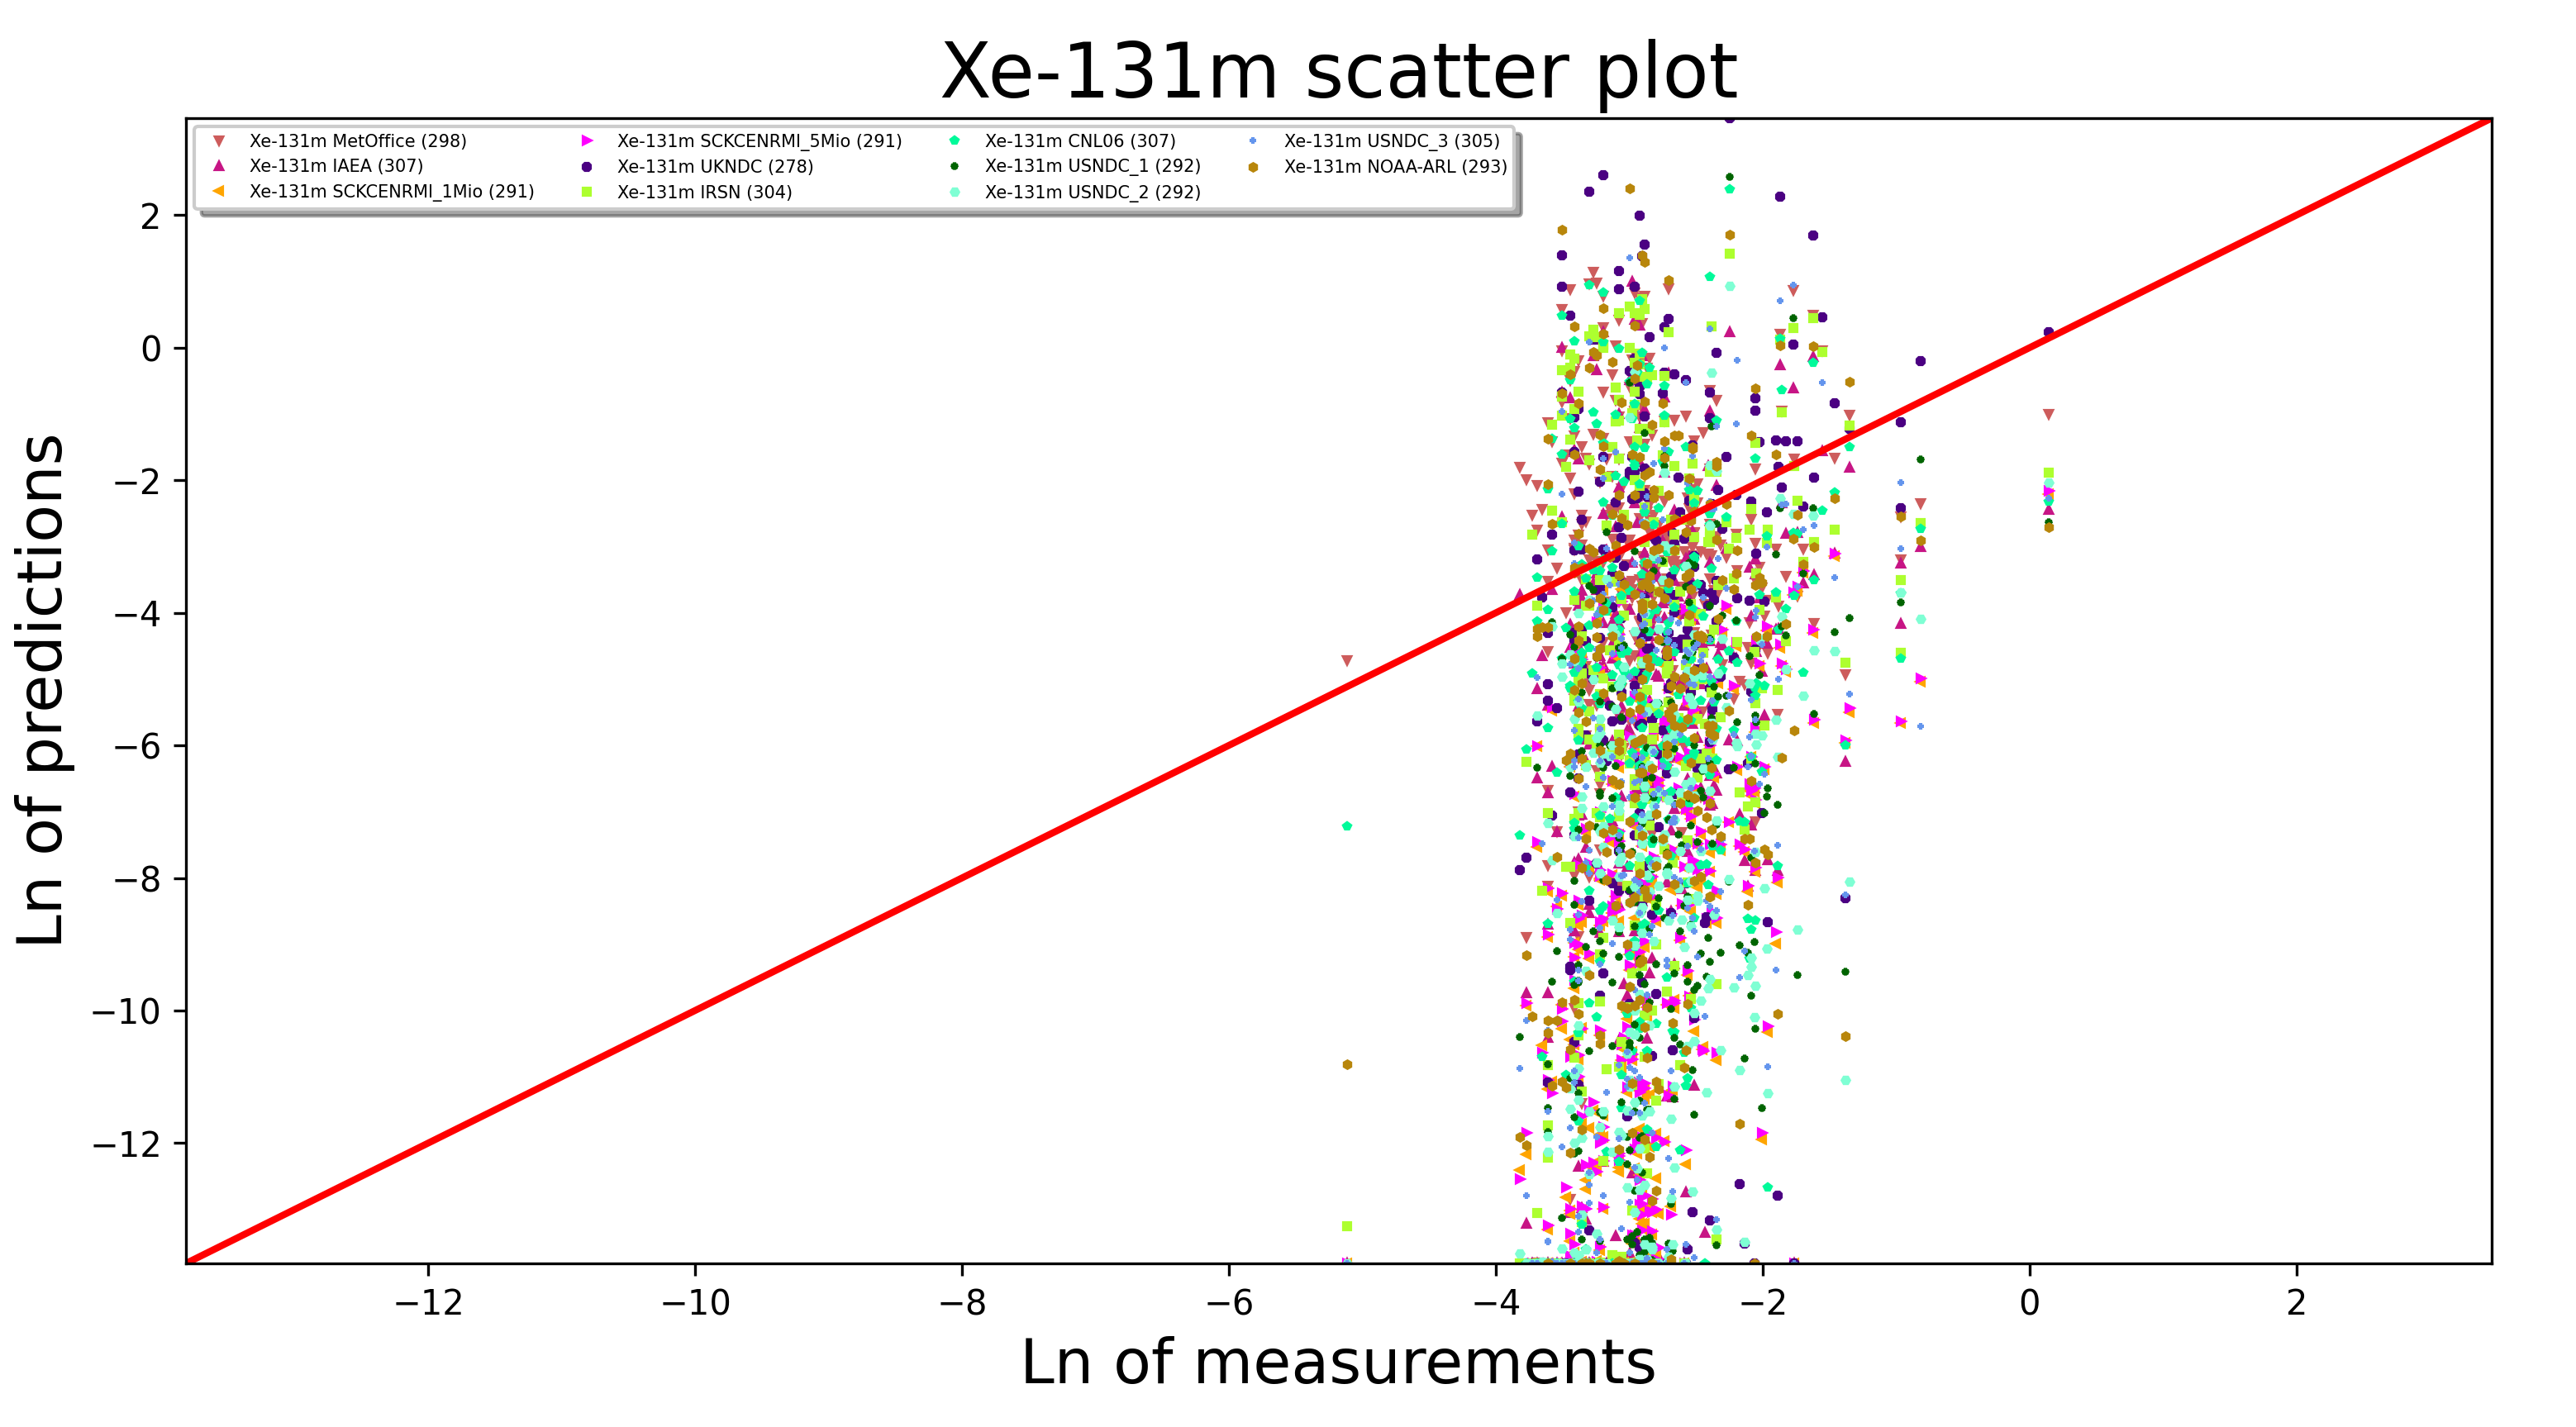 Xe-131m scatter plot
Xe-131m MetOffice (298)
Xe-131m IAEA (307)
Xe-131m SCKCENRMI_1Mio (291)
Xe-131m SCKCENRMI_5Mio (291)
Xe-131m UKNDC (278)
Xe-131m IRSN (304)
Xe-131m CNL06 (307)
Xe-131m USNDC_1 (292)
Xe-131m USNDC_2 (292)
Xe-131m USNDC_3 (305)
Xe-131m NOAA-ARL (293)
Ln of predictions
2
0
−2
−4
−6
−8
−10
−12
−12 −10 −8 −6 −4 −2 0 2
Ln of measurements